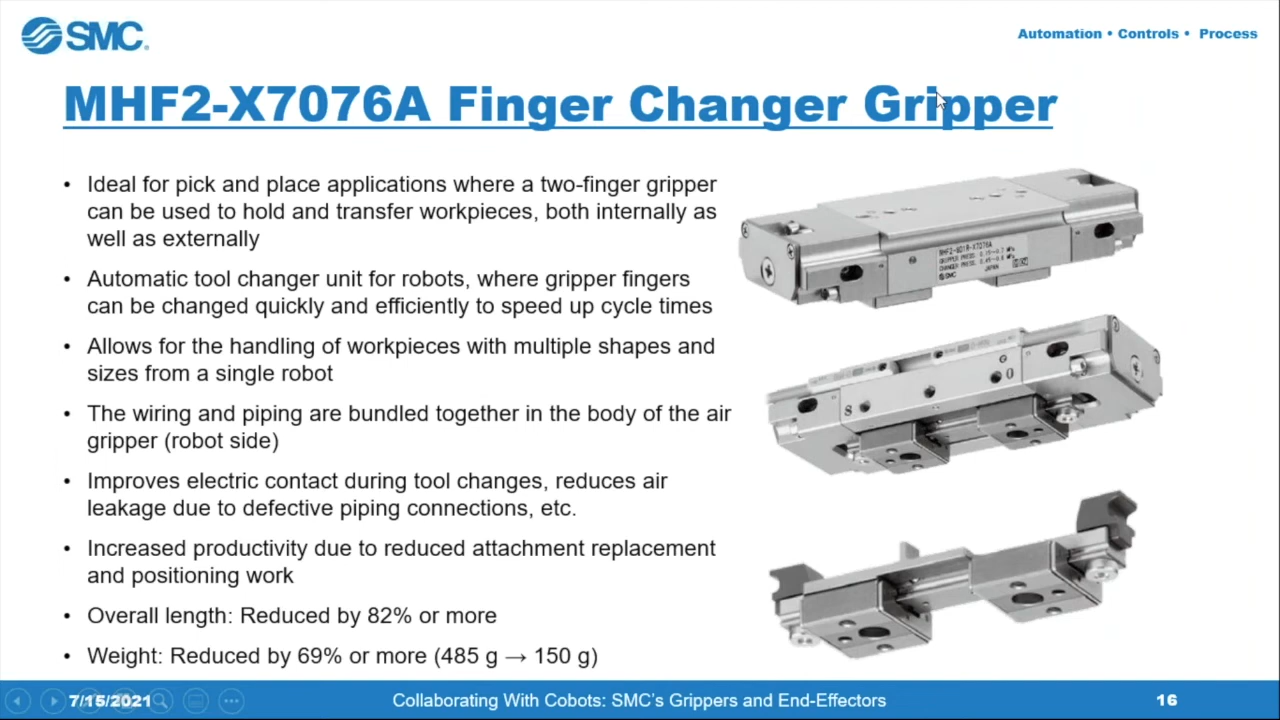 SMC
Automation • Controls • Process
MHF2-X7076A Finger Changer Gripper
• Ideal for pick and place applications where a two-finger gripper
can be used to hold and transfer workpieces, both internally as
well as externally
• Automatic tool changer unit for robots, where gripper fingers
can be changed quickly and efficiently to speed up cycle times
• Allows for the handling of workpieces with multiple shapes and
sizes from a single robot
• The wiring and piping are bundled together in the body of the air
gripper (robot side)
• Improves electric contact during tool changes, reduces air
leakage due to defective piping connections, etc.
• Increased productivity due to reduced attachment replacement
and positioning work
• Overall length: Reduced by 82% or more
• Weight: Reduced by 69% or more (485 g → 150 g)
SMC
JAPAN
7/15/2021
Collaborating With Cobots: SMC's Grippers and End-Effectors
16